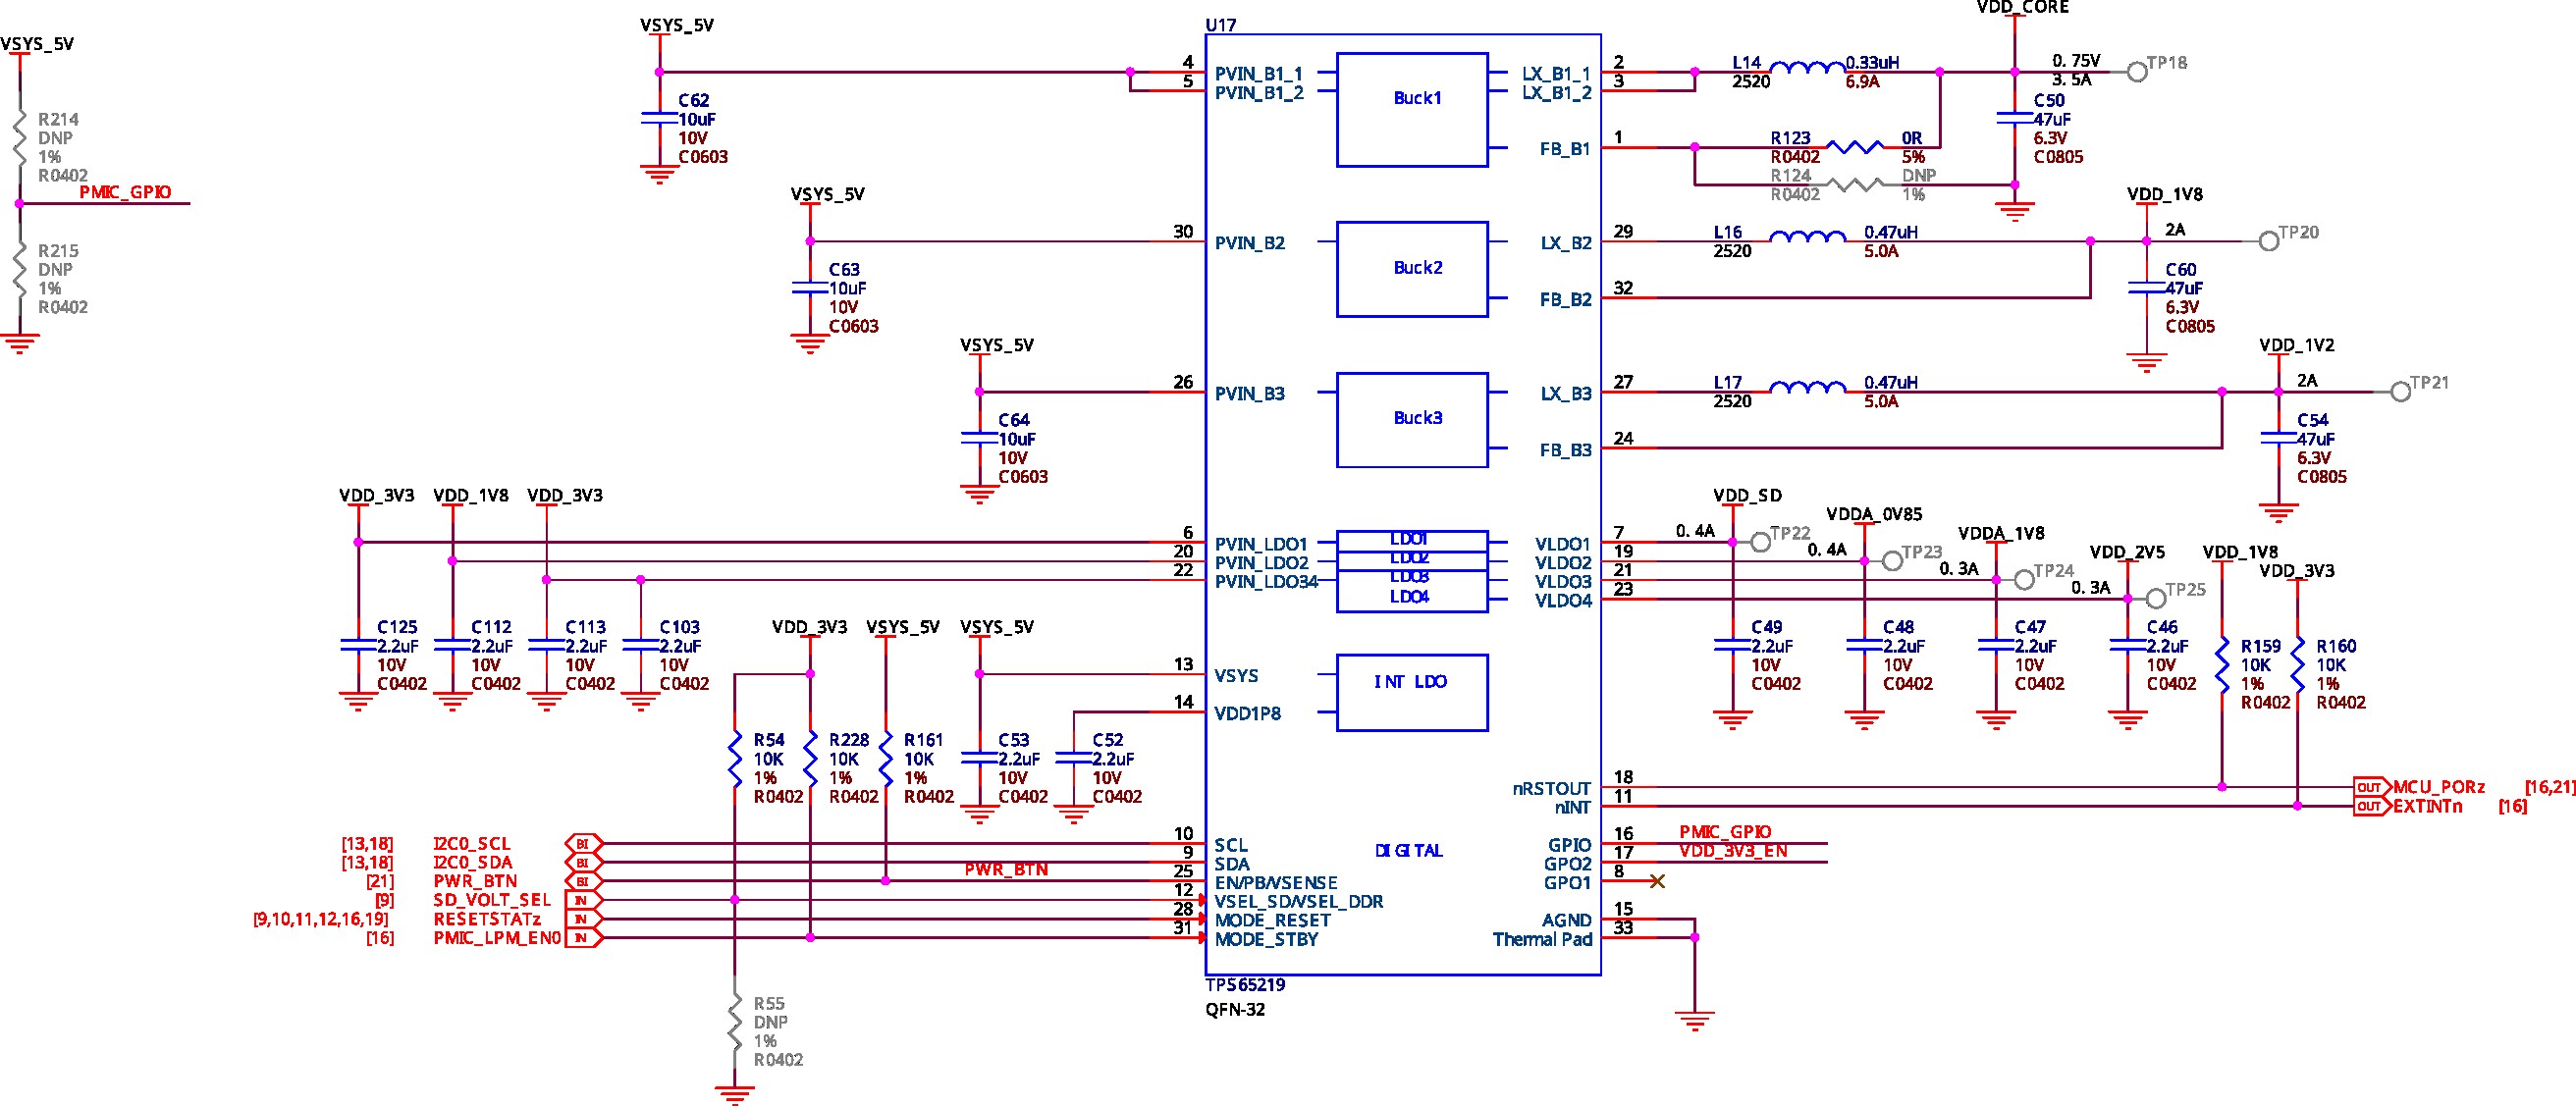 VSYS_5V
R214
DNP
1%
R0402
PMIC_GPIO
R215
DNP
1%
R0402
VSYS_5V
C62
10uF
10V
C0603
VSYS_5V
C63
10uF
10V
C0603
VSYS_5V
C64
10uF
10V
C0603
VDD_3V3 VDD_1V8 VDD_3V3
C125
2.2uF
10V
C0402
C112
2.2uF
10V
C0402
C113
2.2uF
10V
C0402
C103
2.2uF
10V
C0402
VDD_3V3 VSYS_5V VSYS_5V
R54
10K
1%
R0402
R228
10K
1%
R0402
R161
10K
1%
R0402
C53
2.2uF
10V
C0402
C52
2.2uF
10V
C0402
[13,18] I2C0_SCL BI
[13,18] I2C0_SDA BI
[21] PWR_BTN BI PWR_BTN
[9] SD_VOLT_SEL IN
[9,10,11,12,16,19] RESETSTATz IN
[16] PMIC_LPM_EN0 IN
R55
DNP
1%
R0402
U17
4 PVIN_B1_1
5 PVIN_B1_2
Buck1
LX_B1_1 2
LX_B1_2 3
FB_B1 1
30 PVIN_B2
Buck2
LX_B2 29
FB_B2 32
26 PVIN_B3
Buck3
LX_B3 27
FB_B3 24
6 PVIN_LDO1 LDO1 VLDO1 7
20 PVIN_LDO2 LDO2 VLDO2 19
22 PVIN_LDO34 LDO3 VLDO3 21
LDO4 VLDO4 23
13 VSYS INT LDO
14 VDD1P8
nRSTOUT 18
nINT 11
10 SCL DIGITAL GPIO 16 PMIC_GPIO
9 SDA GPO2 17 VDD_3V3_EN
25 EN/PB/VSENSE GPO1 8
12 VSEL_SD/VSEL_DDR
28 MODE_RESET AGND 15
31 MODE_STBY Thermal Pad 33
TPS65219
QFN-32
L14 0.33uH
2520 6.9A
VDD_CORE
0.75V
3.5A
TP18
C50
47uF
6.3V
C0805
R123 0R
R0402 5%
R124 DNP
R0402 1%
VDD_1V8
L16 0.47uH
2520 5.0A
2A
TP20
C60
47uF
6.3V
C0805
VDD_1V2
L17 0.47uH
2520 5.0A
2A
TP21
C54
47uF
6.3V
C0805
VDD_SD
0.4A TP22
VDDA_0V85
0.4A TP23
VDDA_1V8
0.3A TP24
VDD_2V5
0.3A TP25
C49
2.2uF
10V
C0402
C48
2.2uF
10V
C0402
C47
2.2uF
10V
C0402
C46
2.2uF
10V
C0402
VDD_1V8
VDD_3V3
R159
10K
1%
R0402
R160
10K
1%
R0402
OUT MCU_PORz [16,21]
OUT EXTINTn [16]